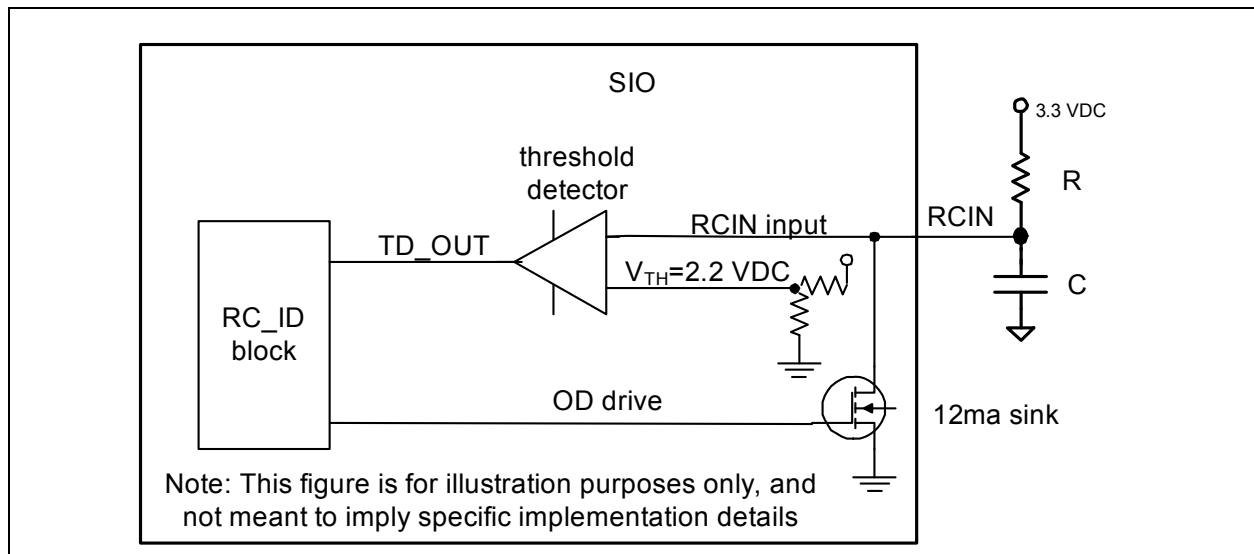 SIO
3.3 VDC
threshold
detector
R
RCIN input
RCIN
TD_OUT
V_TH=2.2 VDC
C
RC_ID
block
OD drive
12ma sink
Note: This figure is for illustration purposes only, and
not meant to imply specific implementation details